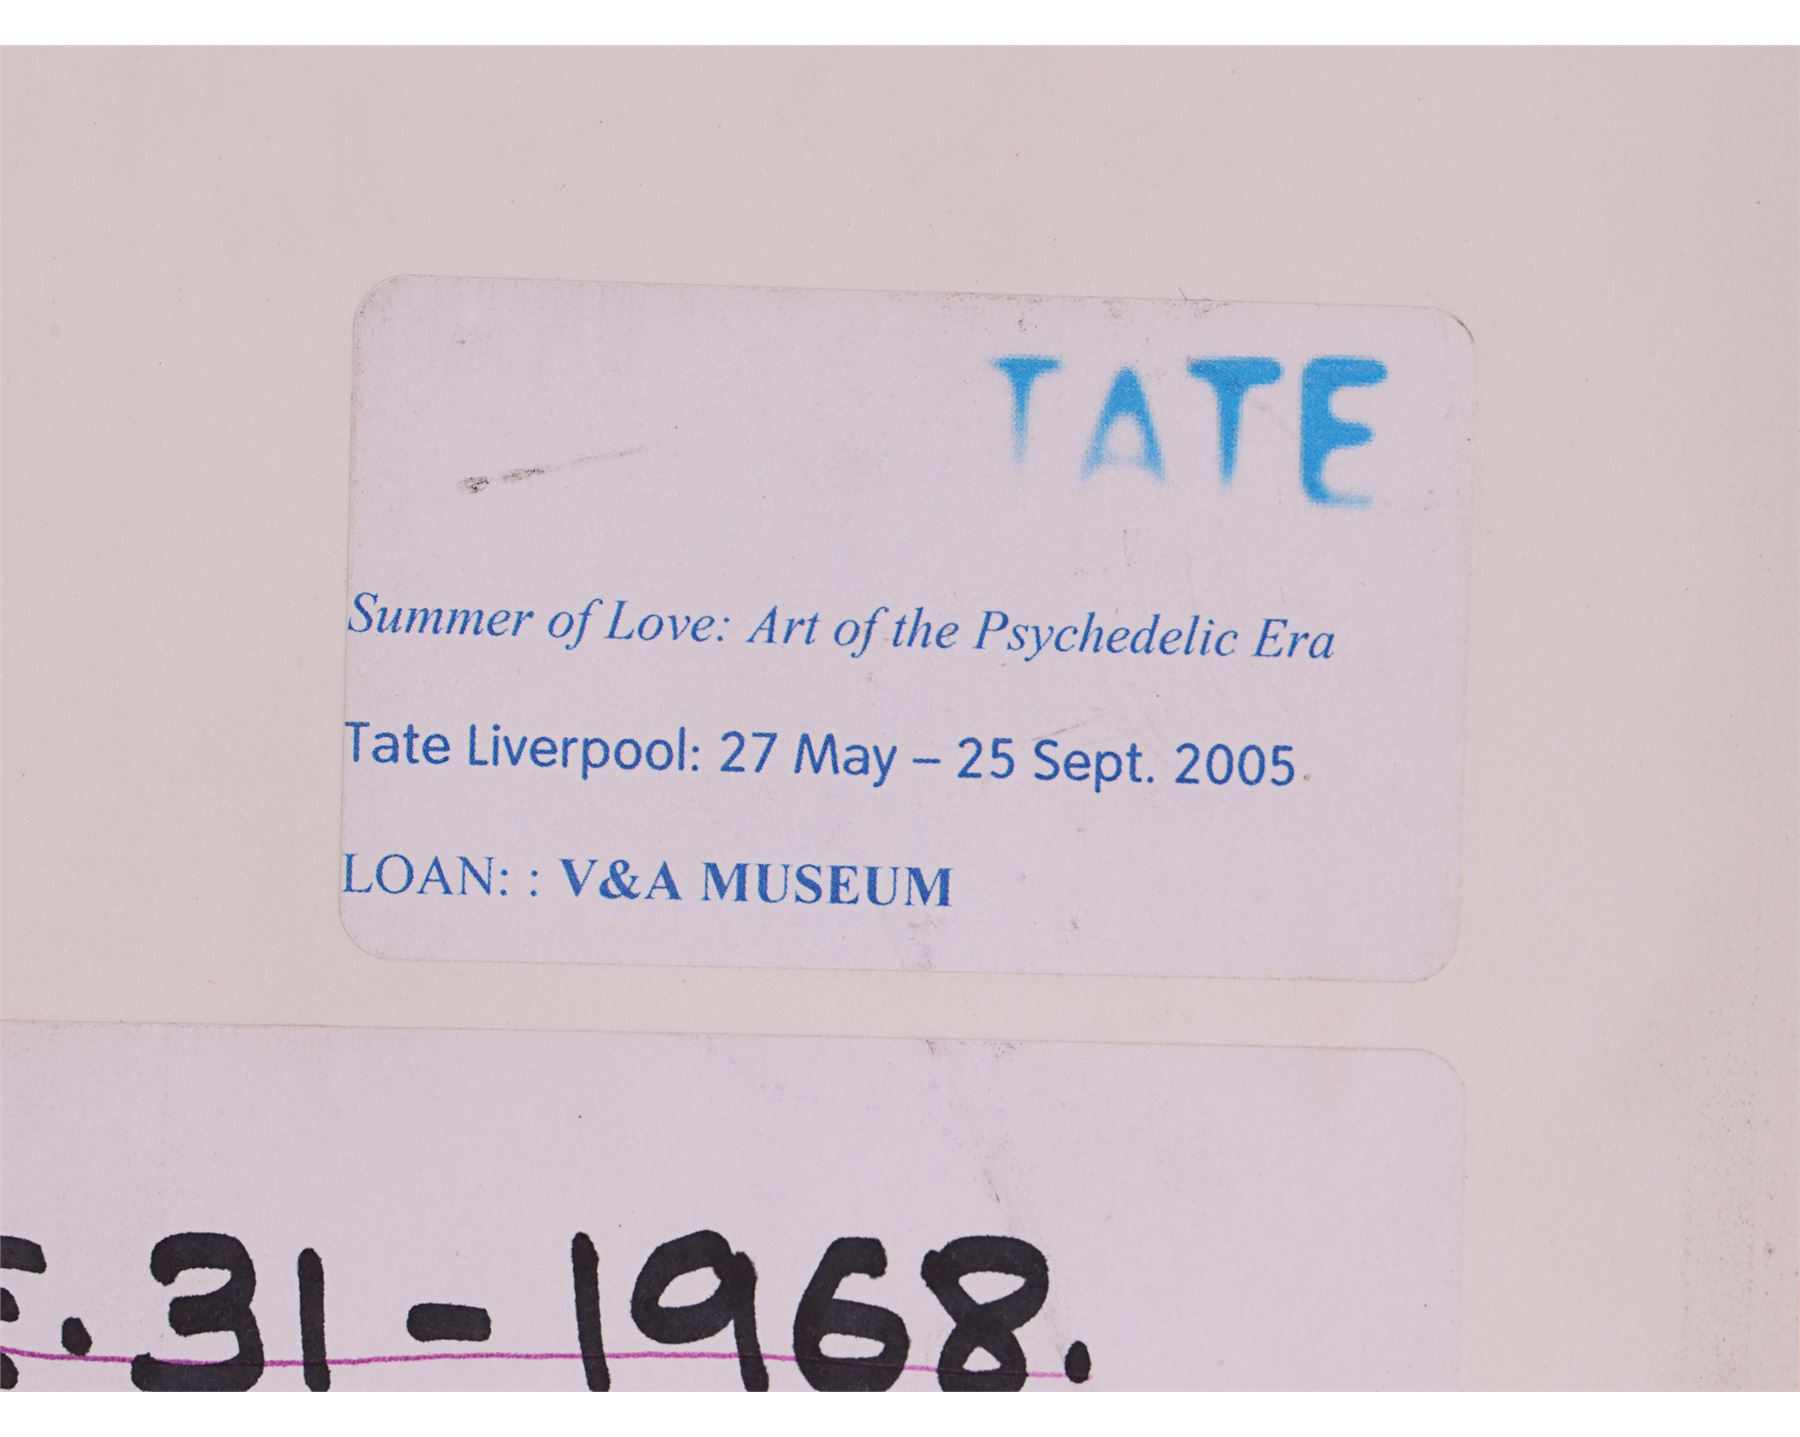 TATE
Summer of Love: Art of the Psychedelic Era
Tate Liverpool: 27 May – 25 Sept. 2005
LOAN: : V&A MUSEUM
E.31-1968.